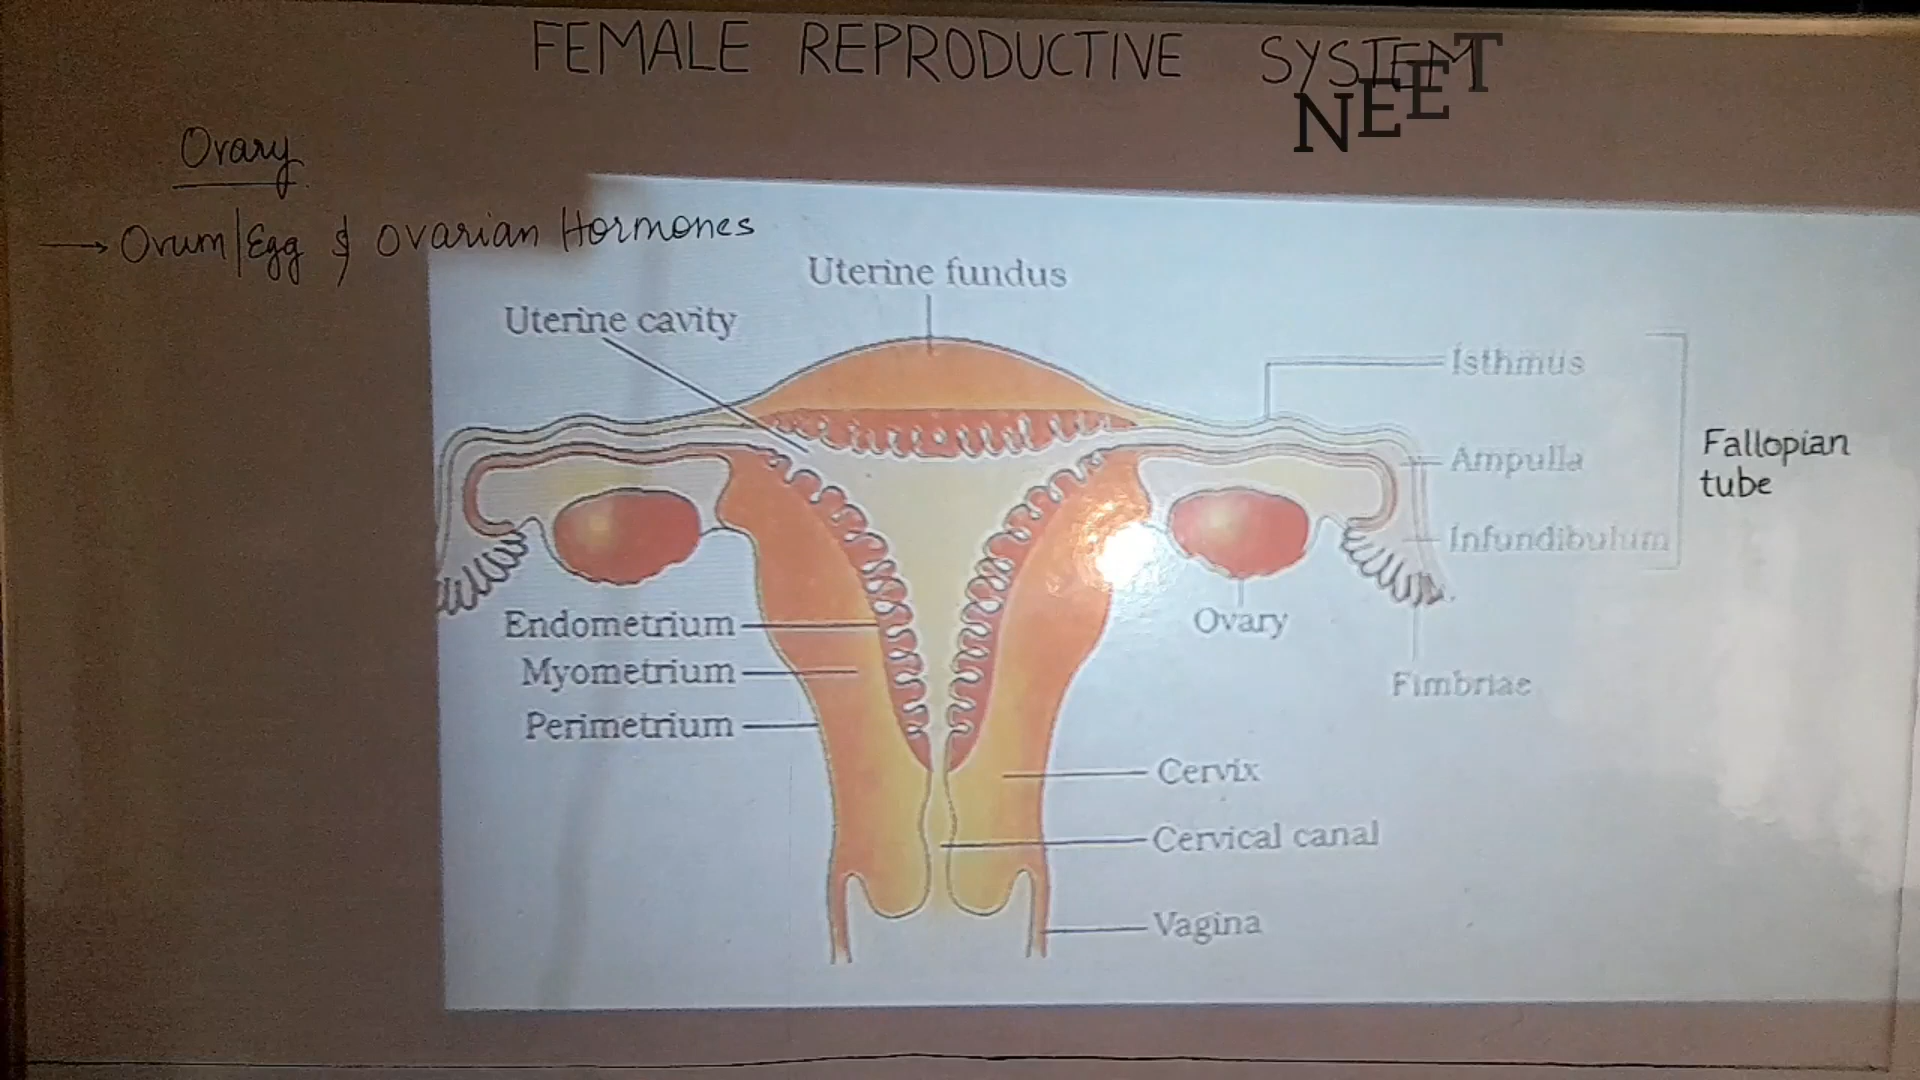 FEMALE REPRODUCTIVE SYSTEM
NEET
Ovary
→ Ovum/Egg & Ovarian Hormones
Uterine fundus
Uterine cavity
Isthmus
Ampulla
Fallopian
tube
Infundibulum
Endometrium
Ovary
Myometrium
Fimbriae
Perimetrium
Cervix
Cervical canal
Vagina